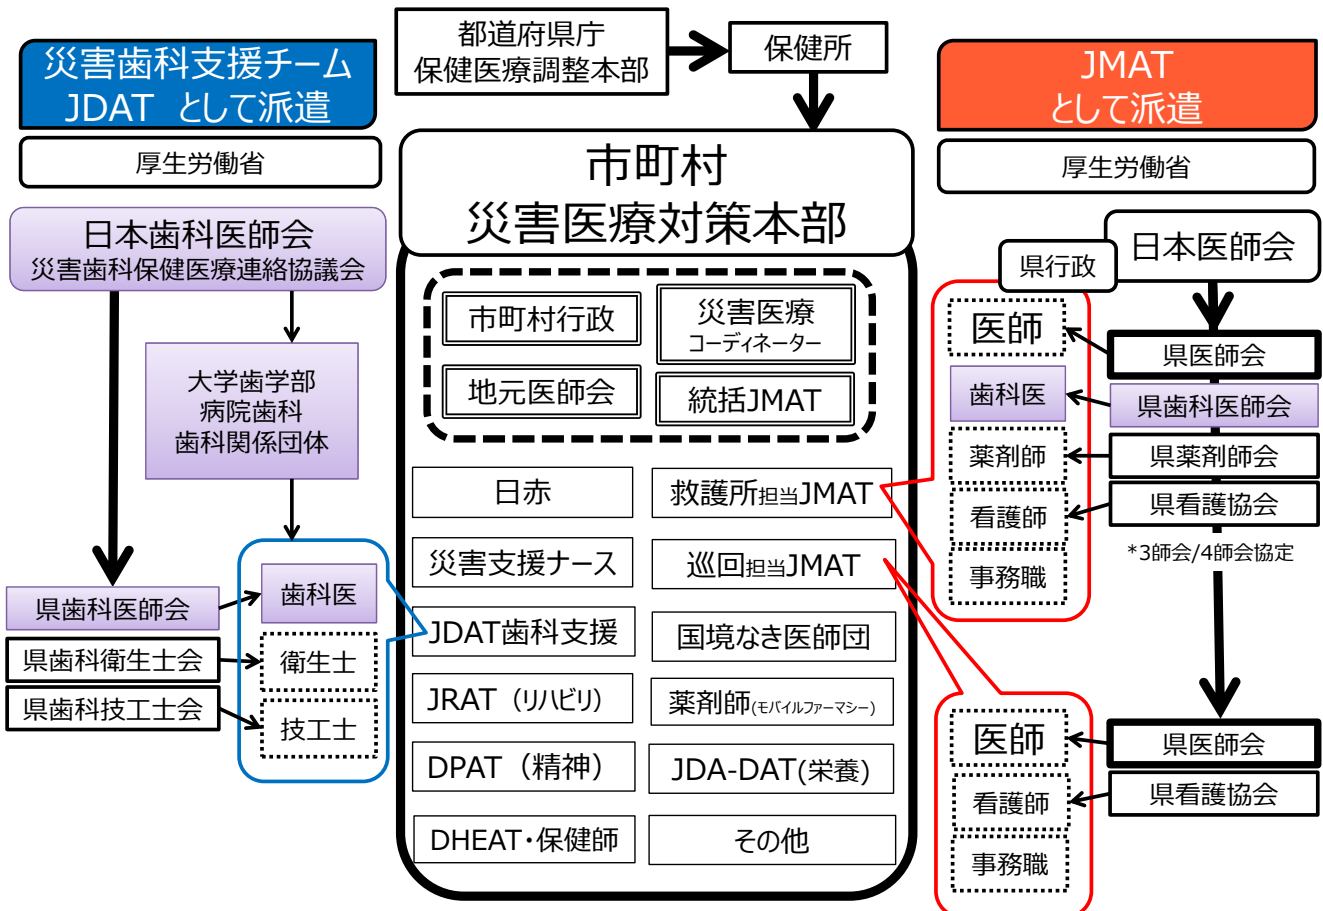 災害歯科支援チーム
JDAT として派遣
厚生労働省
日本歯科医師会
災害歯科保健医療連絡協議会
大学歯学部
病院歯科
歯科関係団体
県歯科医師会
県歯科衛生士会
県歯科技工士会
歯科医
衛生士
技工士
都道府県庁
保健医療調整本部
保健所
市町村
災害医療対策本部
市町村行政
災害医療
コーディネーター
地元医師会
統括JMAT
日赤
救護所担当JMAT
災害支援ナース
巡回担当JMAT
JDAT歯科支援
国境なき医師団
JRAT（リハビリ）
薬剤師(モバイルファーマシー)
DPAT（精神）
JDA-DAT(栄養)
DHEAT・保健師
その他
JMAT
として派遣
厚生労働省
日本医師会
県行政
医師
歯科医
薬剤師
看護師
事務職
県医師会
県歯科医師会
県薬剤師会
県看護協会
*3師会/4師会協定
医師
看護師
事務職
県医師会
県看護協会